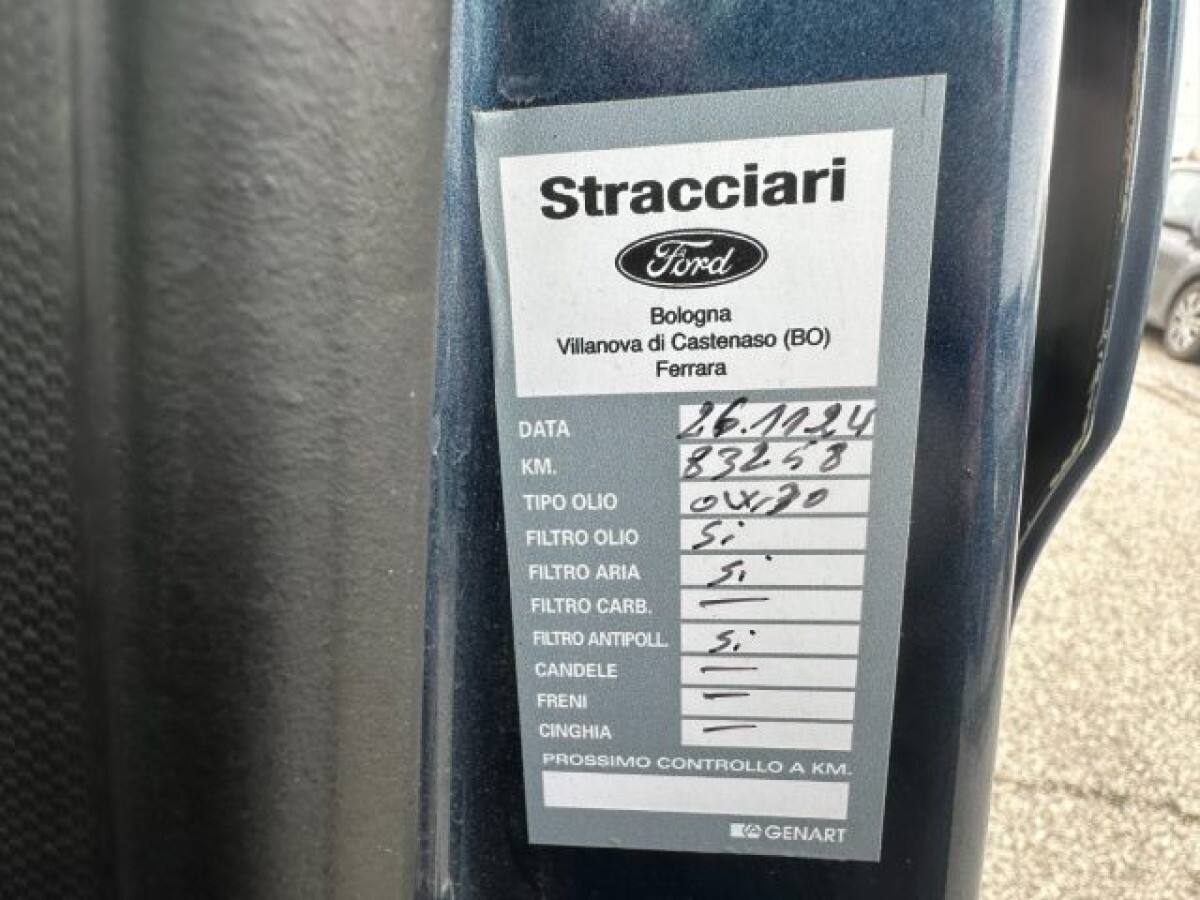 Stracciari
Ford
Bologna
Villanova di Castenaso (BO)
Ferrara
DATA 26.11.24
KM. 83258
TIPO OLIO
FILTRO OLIO Si
FILTRO ARIA Si
FILTRO CARB. —
FILTRO ANTIPOLL. Si
CANDELE —
FRENI —
CINGHIA —
PROSSIMO CONTROLLO A KM.
GENART